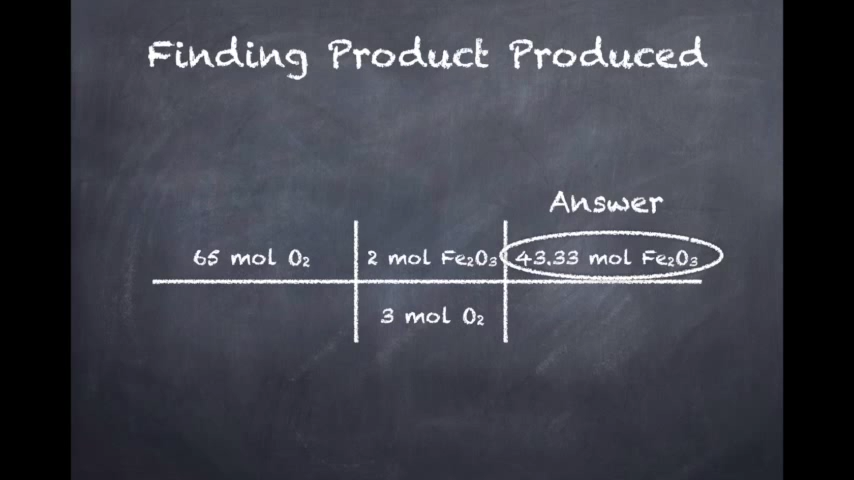 Finding Product Produced
Answer
65 mol O₂ 2 mol Fe₂O₃ 43.33 mol Fe₂O₃
3 mol O₂